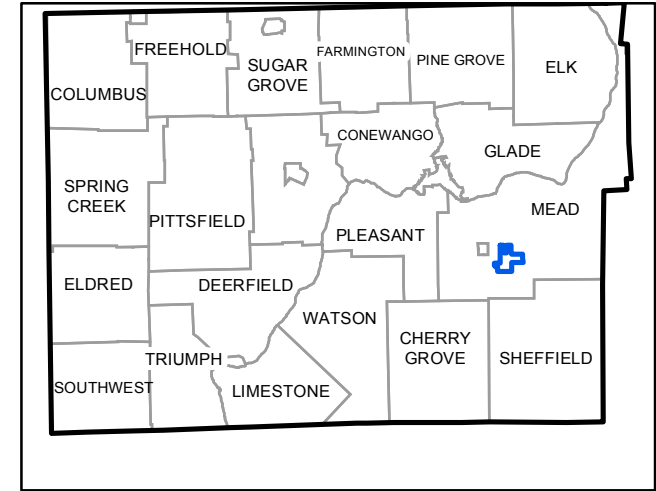 FREEHOLD
SUGAR
GROVE
FARMINGTON
PINE GROVE
ELK
COLUMBUS
CONEWANGO
GLADE
SPRING
CREEK
PITTSFIELD
MEAD
PLEASANT
ELDRED
DEERFIELD
WATSON
CHERRY
GROVE
SHEFFIELD
TRIUMPH
SOUTHWEST
LIMESTONE